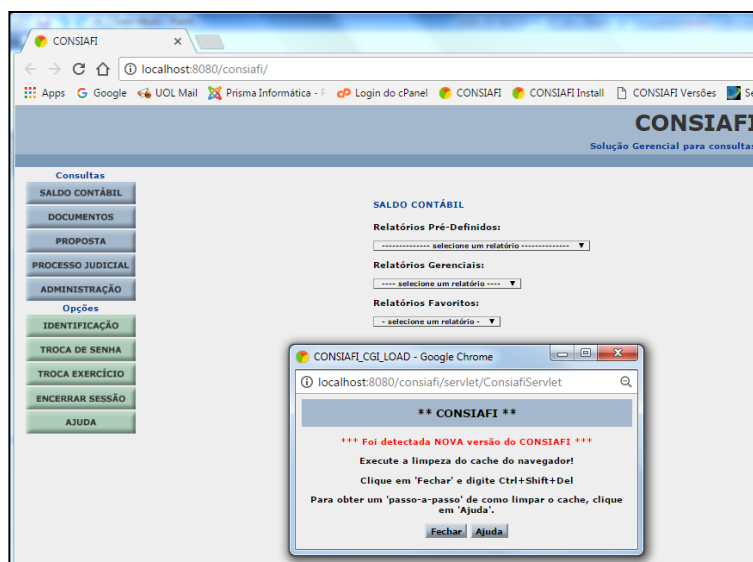 CONSIAFI
localhost:8080/consiafi/
Apps Google UOL Mail Prisma Informática - Login do cPanel CONSIAFI CONSIAFI Install CONSIAFI Versões
CONSIAFI
Solução Gerencial para consultas
Consultas
SALDO CONTÁBIL
DOCUMENTOS
PROPOSTA
PROCESSO JUDICIAL
ADMINISTRAÇÃO
Opções
IDENTIFICAÇÃO
TROCA DE SENHA
TROCA EXERCÍCIO
ENCERRAR SESSÃO
AJUDA
SALDO CONTÁBIL
Relatórios Pré-Definidos:
-------------- selecione um relatório --------------
Relatórios Gerenciais:
---- selecione um relatório ----
Relatórios Favoritos:
- selecione um relatório -
CONSIAFI_CGI_LOAD - Google Chrome
localhost:8080/consiafi/servlet/ConsiafiServlet
** CONSIAFI **
*** Foi detectada NOVA versão do CONSIAFI ***
Execute a limpeza do cache do navegador!
Clique em 'Fechar' e digite Ctrl+Shift+Del
Para obter um 'passo-a-passo' de como limpar o cache, clique
em 'Ajuda'.
Fechar Ajuda